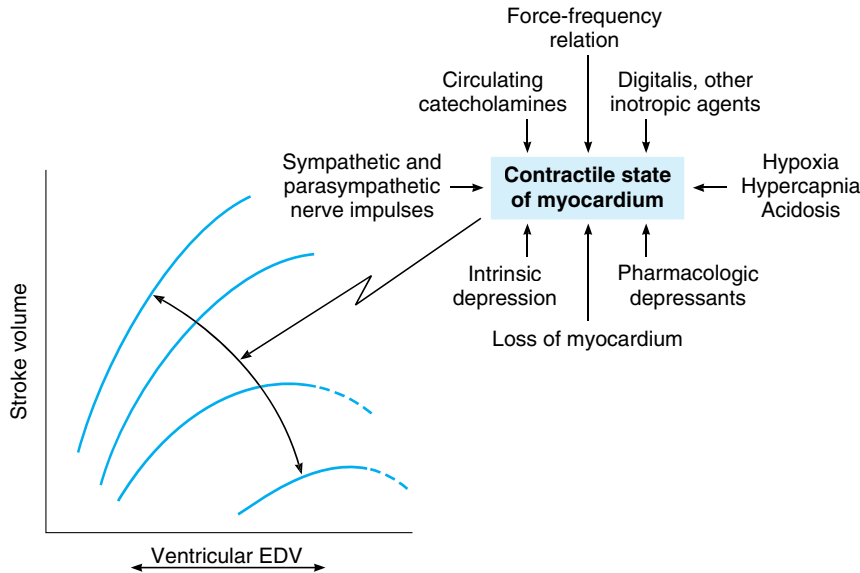 Force-frequency
relation
Circulating
catecholamines
Digitalis, other
inotropic agents
Sympathetic and
parasympathetic
nerve impulses
Contractile state
of myocardium
Hypoxia
Hypercapnia
Acidosis
Intrinsic
depression
Pharmacologic
depressants
Loss of myocardium
Stroke volume
Ventricular EDV